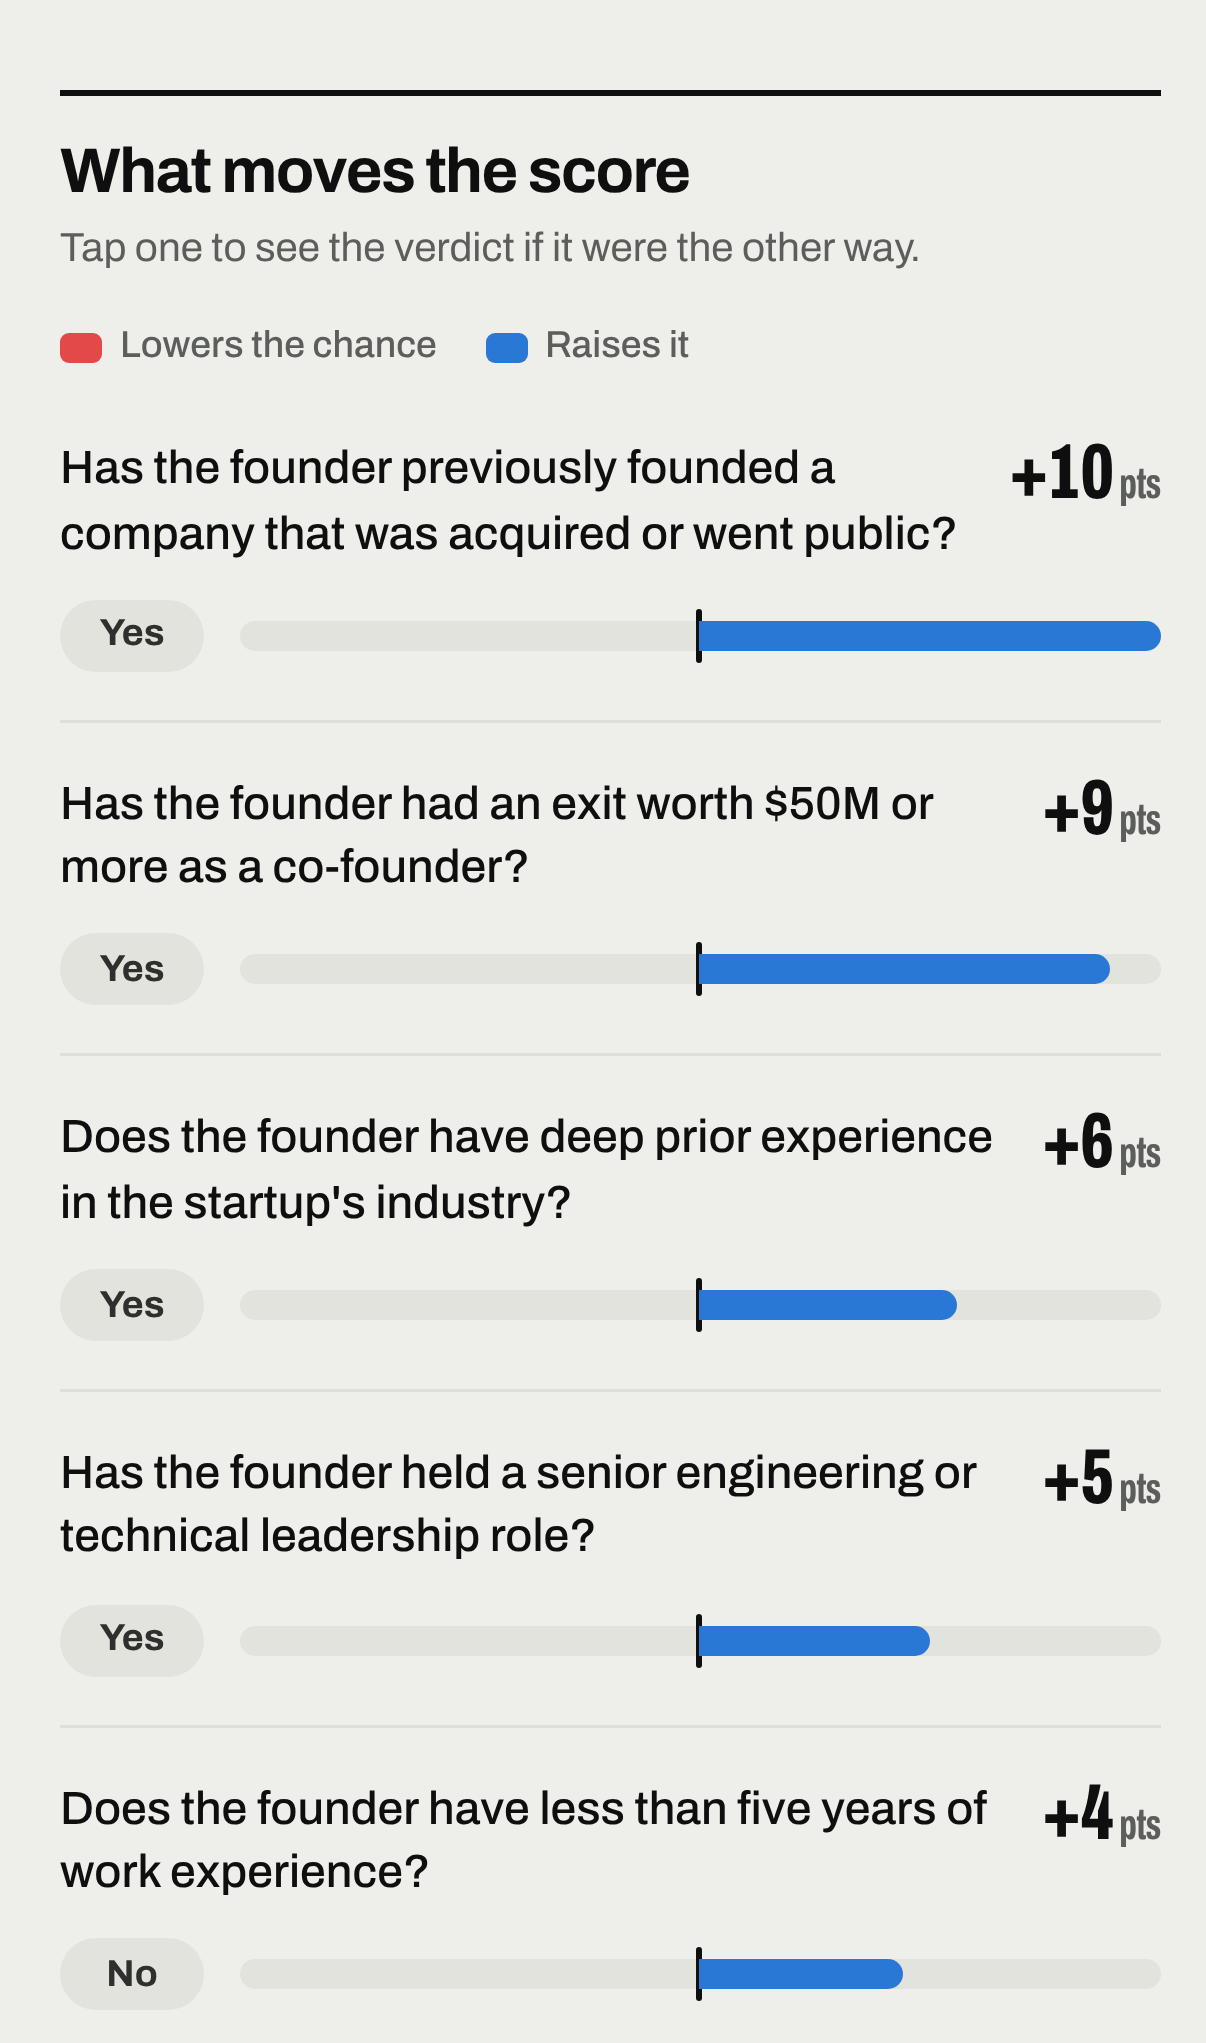 What moves the score
Tap one to see the verdict if it were the other way.
Lowers the chance Raises it
Has the founder previously founded a +10 pts
company that was acquired or went public?
Yes
Has the founder had an exit worth $50M or +9 pts
more as a co-founder?
Yes
Does the founder have deep prior experience +6 pts
in the startup's industry?
Yes
Has the founder held a senior engineering or +5 pts
technical leadership role?
Yes
Does the founder have less than five years of +4 pts
work experience?
No